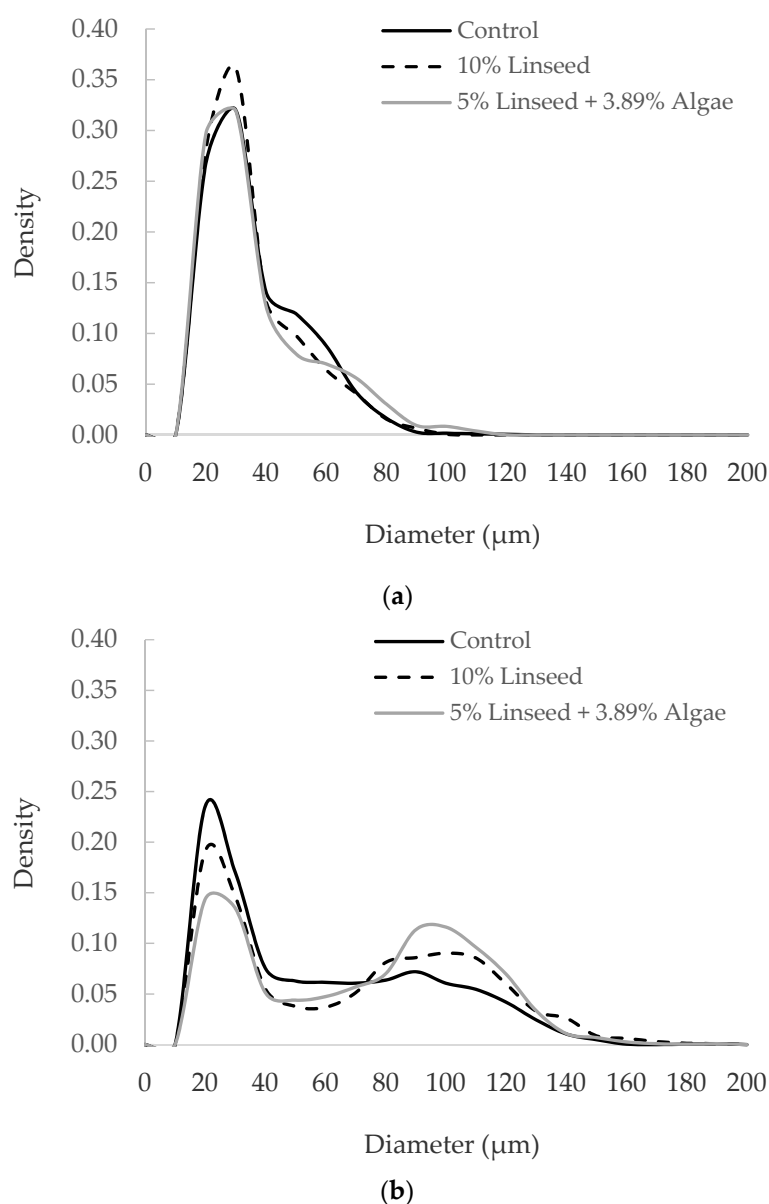 0.40
0.35
0.30
0.25
0.20
0.15
0.10
0.05
0.00
Density
Control
10% Linseed
5% Linseed + 3.89% Algae
0 20 40 60 80 100 120 140 160 180 200
Diameter (µm)
(a)
0.40
0.35
0.30
0.25
0.20
0.15
0.10
0.05
0.00
Density
Control
10% Linseed
5% Linseed + 3.89% Algae
0 20 40 60 80 100 120 140 160 180 200
Diameter (µm)
(b)